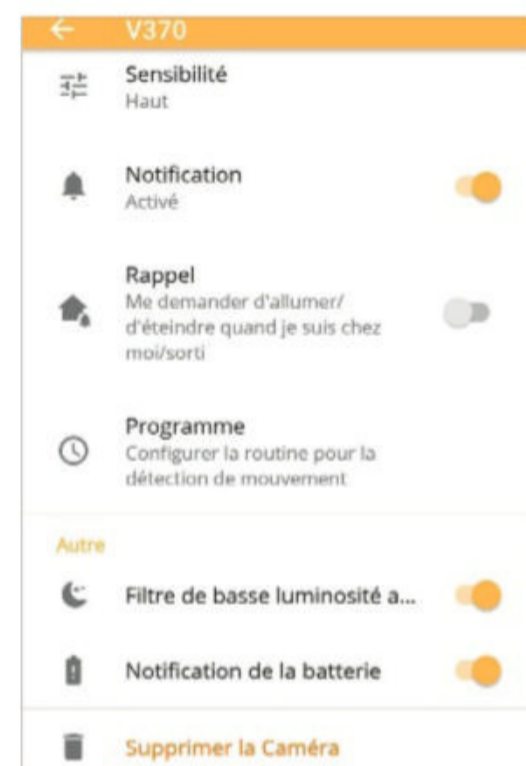 V370
Sensibilité
Haut
Notification
Activé
Rappel
Me demander d'allumer/
d'éteindre quand je suis chez
moi/sorti
Programme
Configurer la routine pour la
détection de mouvement
Autre
Filtre de basse luminosité a...
Notification de la batterie
Supprimer la Caméra